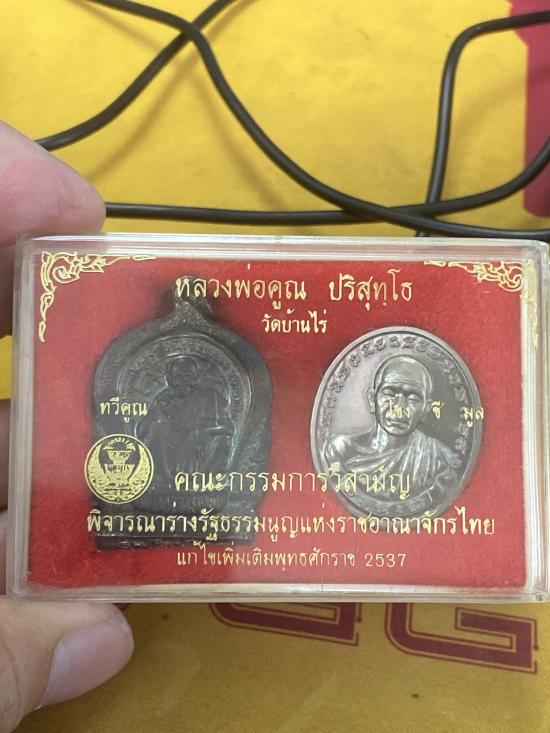 หลวงพ่อคูณ ปริสุทฺโธ
วัดบ้านไร่
ทวีคูณ
ซี มูล
คณะกรรมการวิสามัญ
พิจารณาร่างรัฐธรรมนูญแห่งราชอาณาจักรไทย
แก้ไขเพิ่มเติมพุทธศักราช 2537